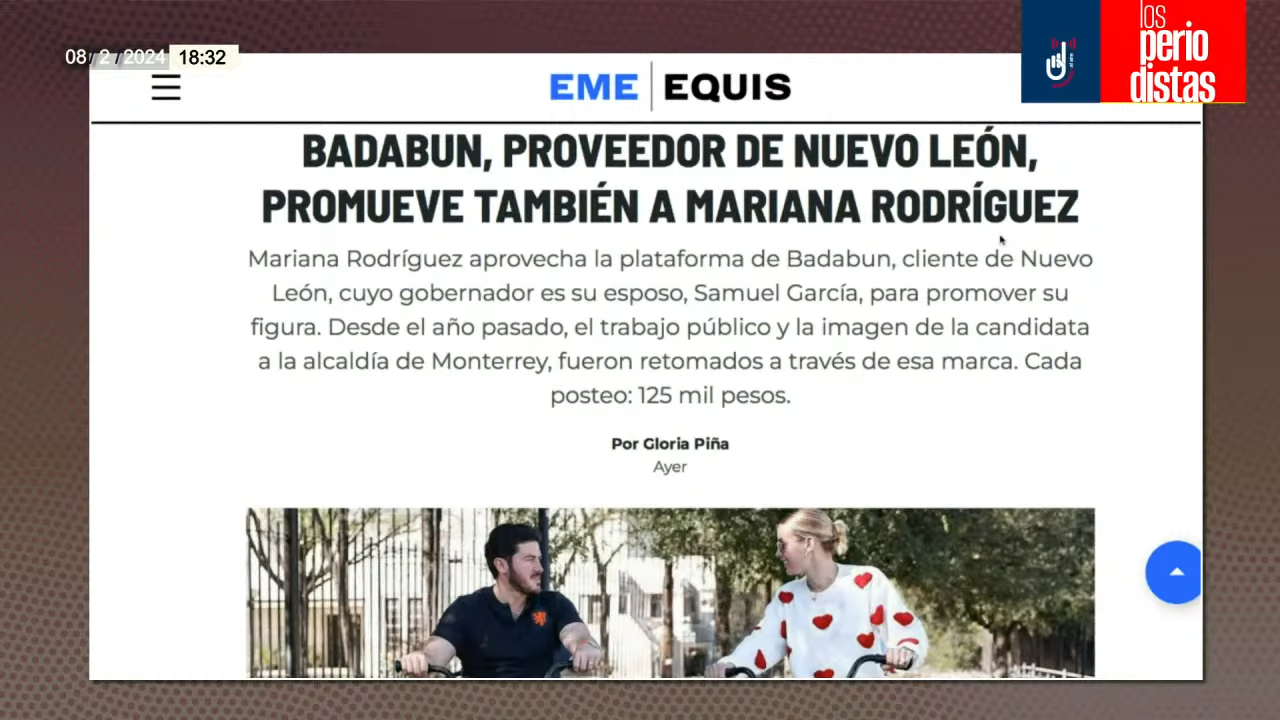 08 / 2 / 2024 18:32
los
perio
distas
al aire
EME EQUIS
BADABUN, PROVEEDOR DE NUEVO LEÓN,
PROMUEVE TAMBIÉN A MARIANA RODRÍGUEZ
Mariana Rodríguez aprovecha la plataforma de Badabun, cliente de Nuevo
León, cuyo gobernador es su esposo, Samuel García, para promover su
figura. Desde el año pasado, el trabajo público y la imagen de la candidata
a la alcaldía de Monterrey, fueron retomados a través de esa marca. Cada
posteo: 125 mil pesos.
Por Gloria Piña
Ayer